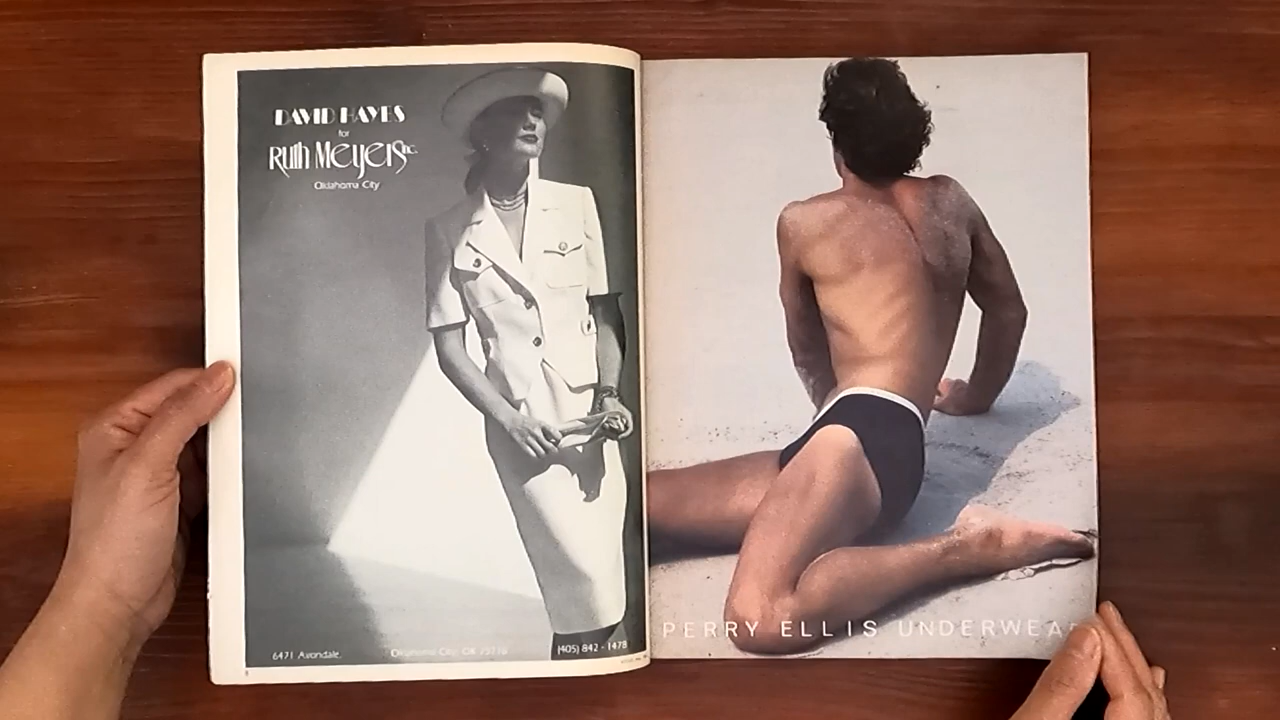 DAVID HAYES
for
Ruth Meyers Inc.
Oklahoma City
6471 Avondale, Oklahoma City, OK 73116 (405) 842 - 1478
PERRY ELLIS UNDERWEAR